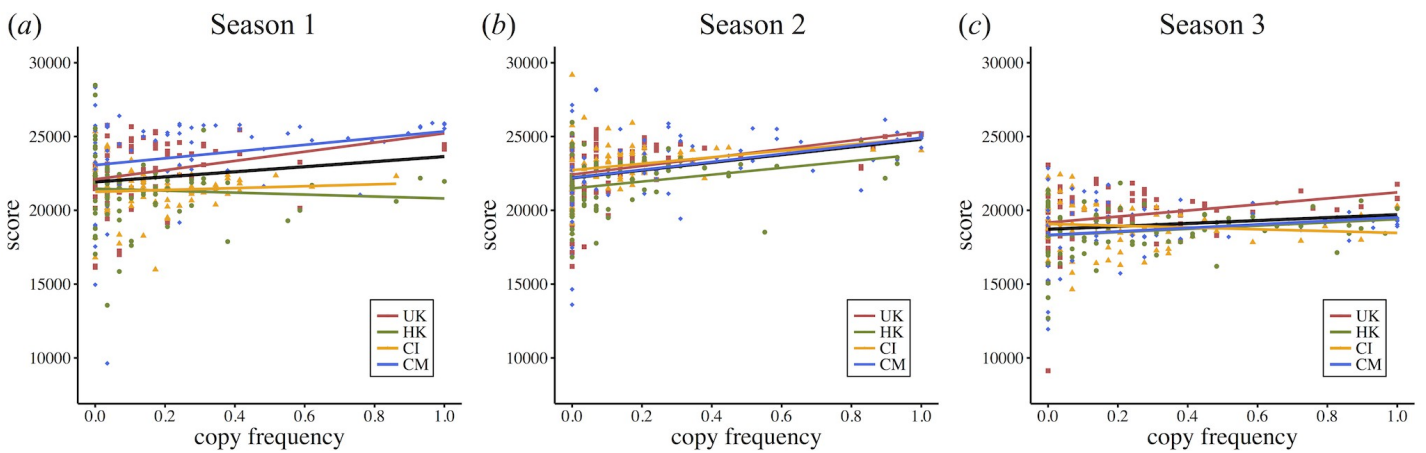 (a) Season 1
30000
25000
20000
15000
10000
score
0.0 0.2 0.4 0.6 0.8 1.0
copy frequency
UK
HK
CI
CM
(b) Season 2
30000
25000
20000
15000
10000
score
0.0 0.2 0.4 0.6 0.8 1.0
copy frequency
UK
HK
CI
CM
(c) Season 3
30000
25000
20000
15000
10000
score
0.0 0.2 0.4 0.6 0.8 1.0
copy frequency
UK
HK
CI
CM